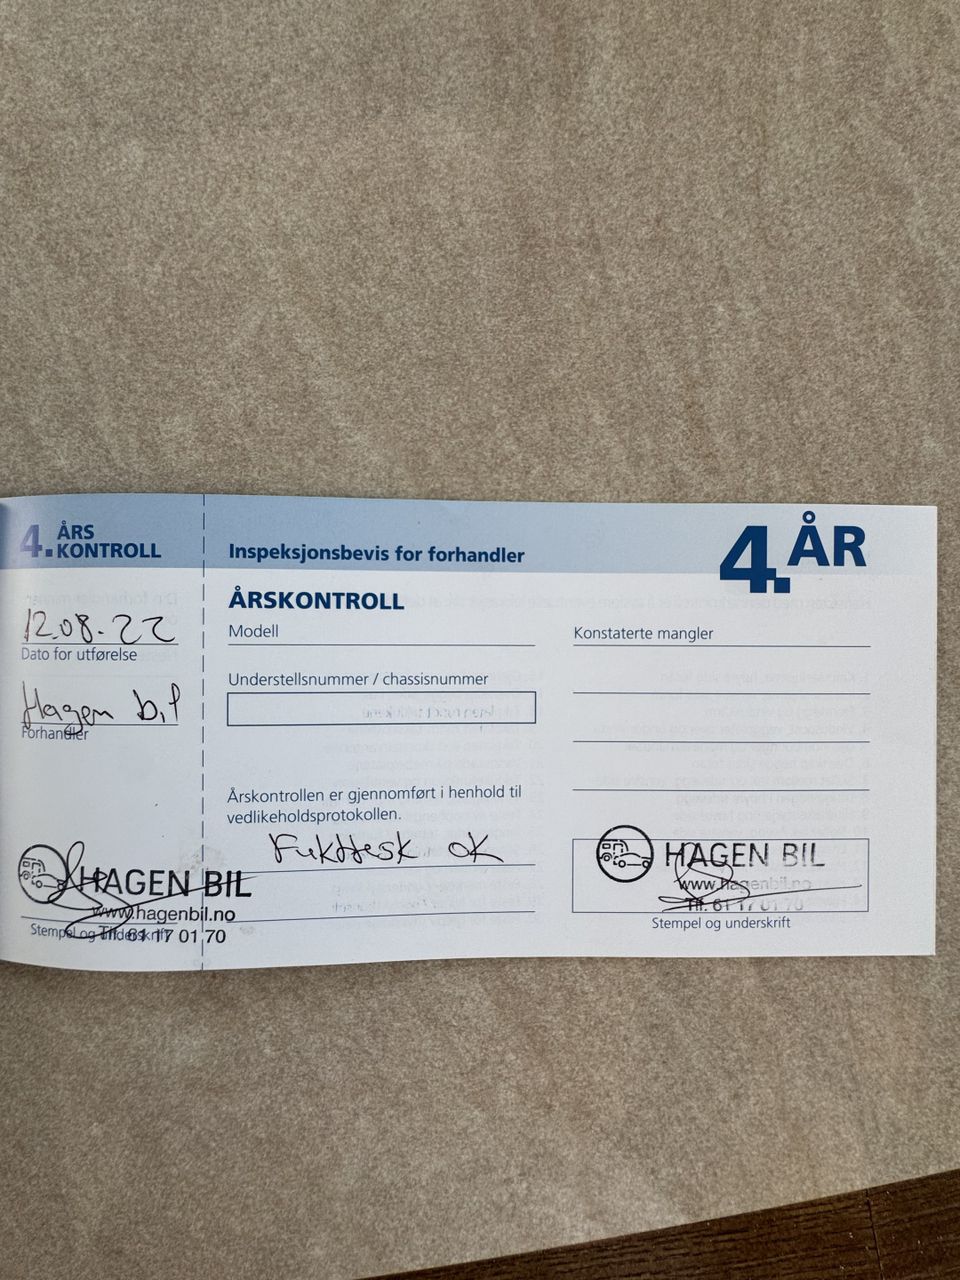 4. ÅRS
KONTROLL
12.08.22
Dato for utførelse
Hagen bil
Forhandler
HAGEN BIL
www.hagenbil.no
Tlf. 61 17 01 70
Stempel og underskrift
Inspeksjonsbevis for forhandler
4. ÅR
ÅRSKONTROLL
Modell
Understellsnummer / chassisnummer
Årskontrollen er gjennomført i henhold til
vedlikeholdsprotokollen.
Fukttesk ok
Konstaterte mangler
HAGEN BIL
www.hagenbil.no
Tlf. 61 17 01 70
Stempel og underskrift